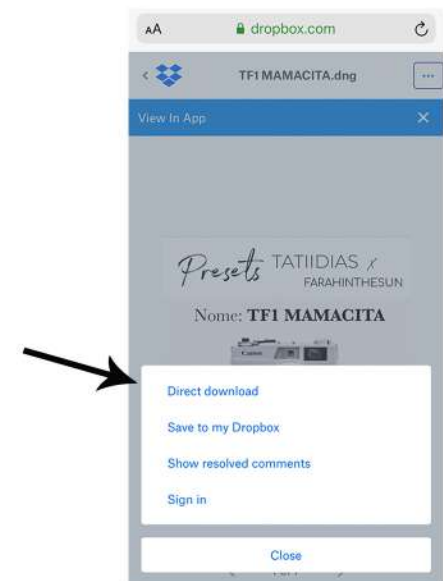 AA dropbox.com
TF1 MAMACITA.dng ...
View In App
Presets TATIIDIAS X
FARAHINTHESUN
Nome: TF1 MAMACITA
Canon
Direct download
Save to my Dropbox
Show resolved comments
Sign in
Close